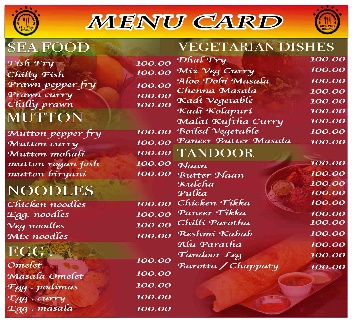 MENU CARD
SEA FOOD
Fish Fry 100.00
Chilly Fish 100.00
Prawn pepper fry 100.00
Prawn curry 100.00
Chilly prawn 100.00
MUTTON
Mutton pepper fry 100.00
Mutton curry 100.00
Mutton mohali 100.00
mutton rogan josh 100.00
mutton biryani 100.00
NOODLES
Chicken noodles 100.00
Egg. noodles 100.00
Veg noodles 100.00
Mix noodles 100.00
EGG
Omelet 100.00
Masala Omelet 100.00
Egg . podimas 100.00
Egg . curry 100.00
Egg . masala 100.00
VEGETARIAN DISHES
Dhal Fry 100.00
Mix Veg Curry 100.00
Aloo Dobi Masala 100.00
Chenna Masala 100.00
Kadi Vegetable 100.00
Kadi Kolapuri 100.00
Malai Kuftha Curry 100.00
Boiled Vegetable 100.00
Paneer Butter Masala 100.00
TANDOOR
Naan 100.00
Butter Naan 100.00
Kulcha 100.00
Pulka 100.00
Chicken Tikka 100.00
Paneer Tikka 100.00
Chilli Paratha 100.00
Reshmi Kabab 100.00
Alu Paratha 100.00
Tandoor Leg 100.00
Parotta / Chappaty 100.00